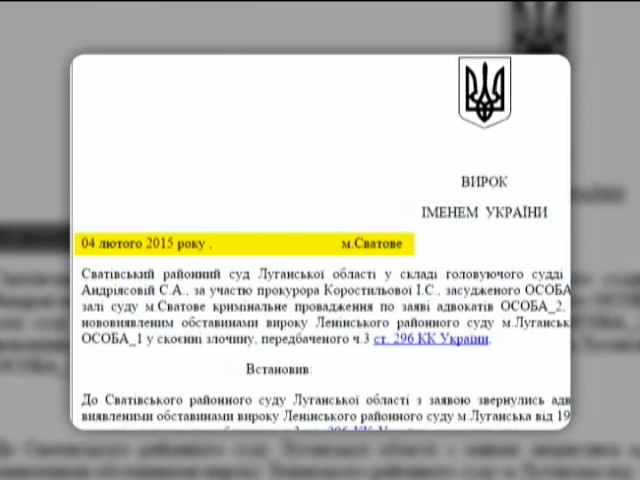 ВИРОК
ІМЕНЕМ УКРАЇНИ
04 лютого 2015 року , м.Сватове
Сватівський районний суд Луганської області у складі головуючого судді
Андріясовій С.А., за участю прокурора Коростильової І.С., засудженого ОСОБА
залі суду м.Сватове кримінальне провадження по заяві адвокатів ОСОБА_2,
нововиявленим обставинами вироку Ленінського районного суду м.Луганськ
ОСОБА_1 у скоєнні злочину, передбаченого ч.3 ст. 296 КК України.
Встановив:
До Сватівського районного суду Луганської області з заявою звернулись адв
виявленими обставинами вироку Ленінського районного суду м.Луганська від 19